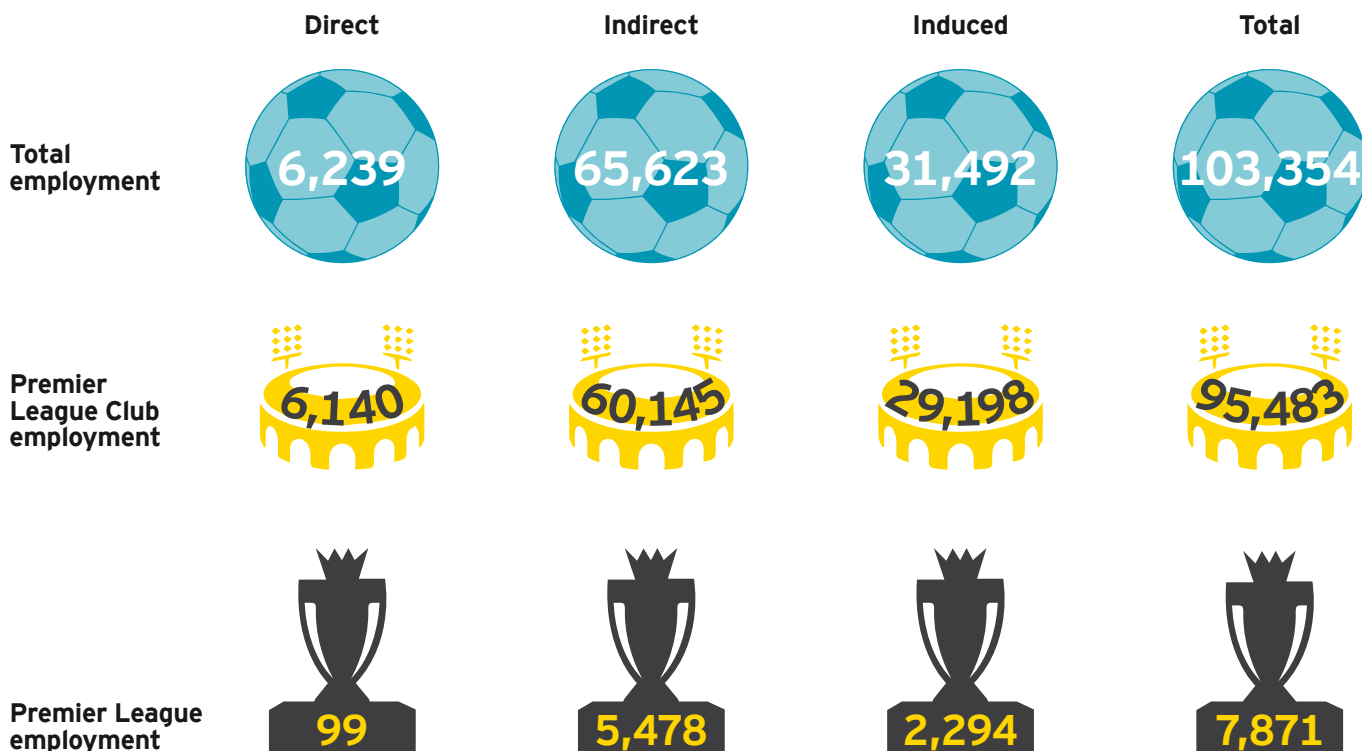 Direct Indirect Induced Total
Total
employment
6,239 65,623 31,492 103,354
Premier
League Club
employment
6,140 60,145 29,198 95,483
Premier League
employment
99 5,478 2,294 7,871